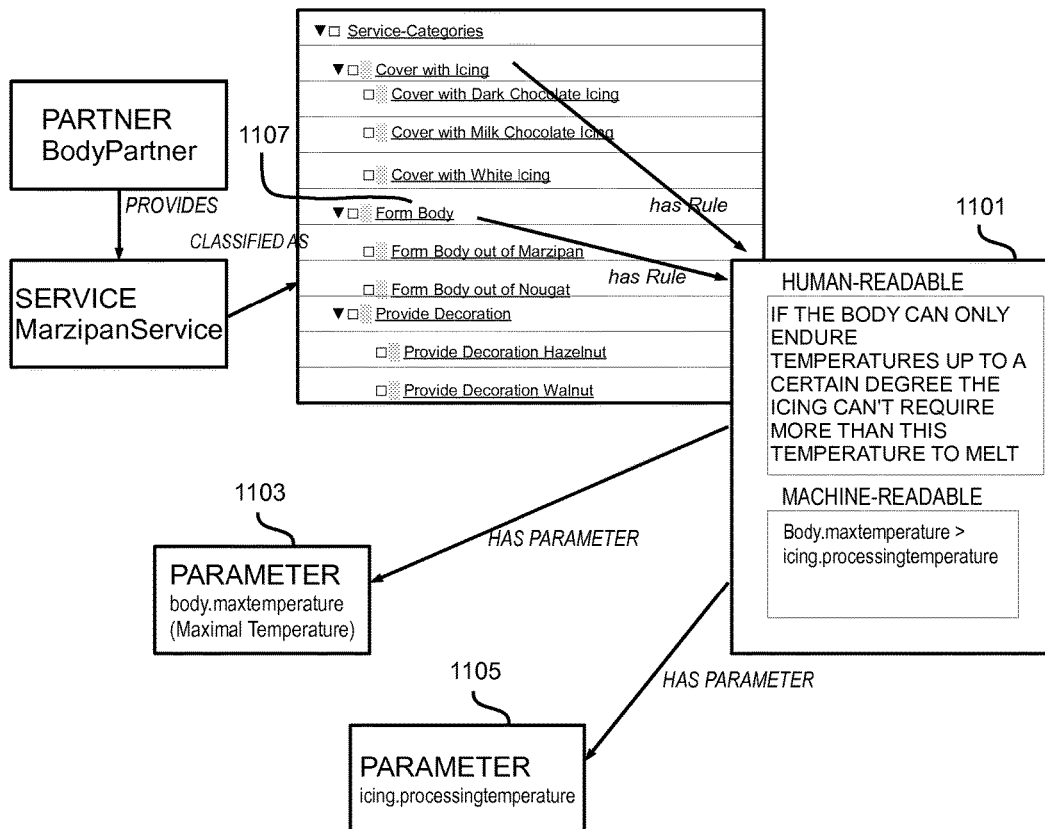 ▼□ Service-Categories
▼□ Cover with Icing
□ Cover with Dark Chocolate Icing
□ Cover with Milk Chocolate Icing
□ Cover with White Icing
▼□ Form Body
□ Form Body out of Marzipan
□ Form Body out of Nougat
▼□ Provide Decoration
□ Provide Decoration Hazelnut
□ Provide Decoration Walnut
PARTNER
BodyPartner
1107
PROVIDES
CLASSIFIED AS
SERVICE
MarzipanService
has Rule
has Rule
1101
HUMAN-READABLE
IF THE BODY CAN ONLY
ENDURE
TEMPERATURES UP TO A
CERTAIN DEGREE THE
ICING CAN'T REQUIRE
MORE THAN THIS
TEMPERATURE TO MELT
MACHINE-READABLE
Body.maxtemperature >
icing.processingtemperature
1103
HAS PARAMETER
PARAMETER
body.maxtemperature
(Maximal Temperature)
1105
HAS PARAMETER
PARAMETER
icing.processingtemperature